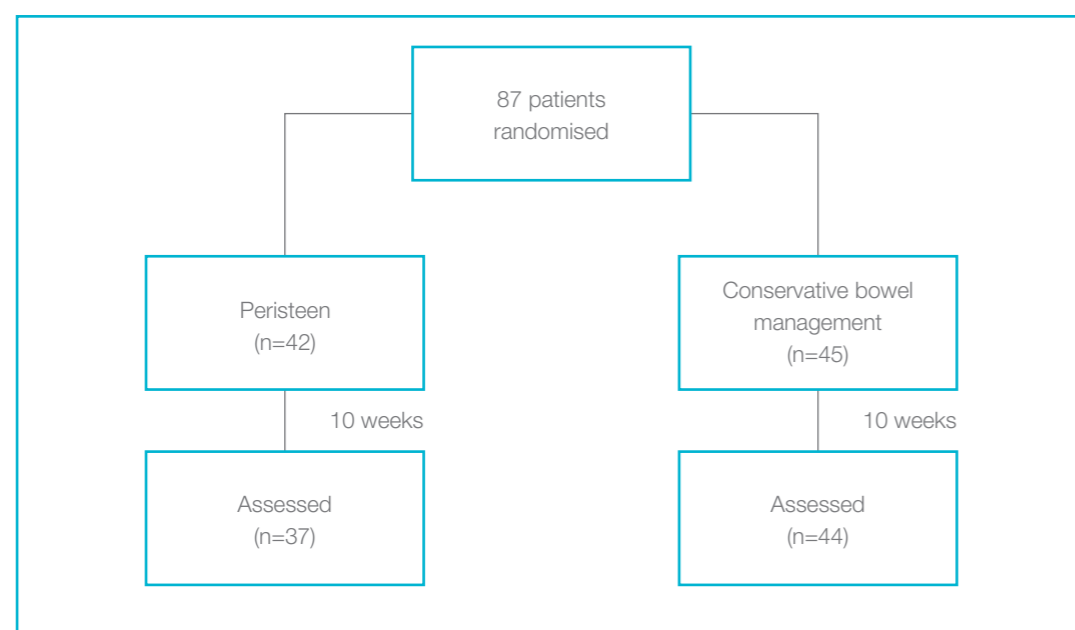 87 patients
randomised
Peristeen
(n=42)
Conservative bowel
management
(n=45)
10 weeks
10 weeks
Assessed
(n=37)
Assessed
(n=44)